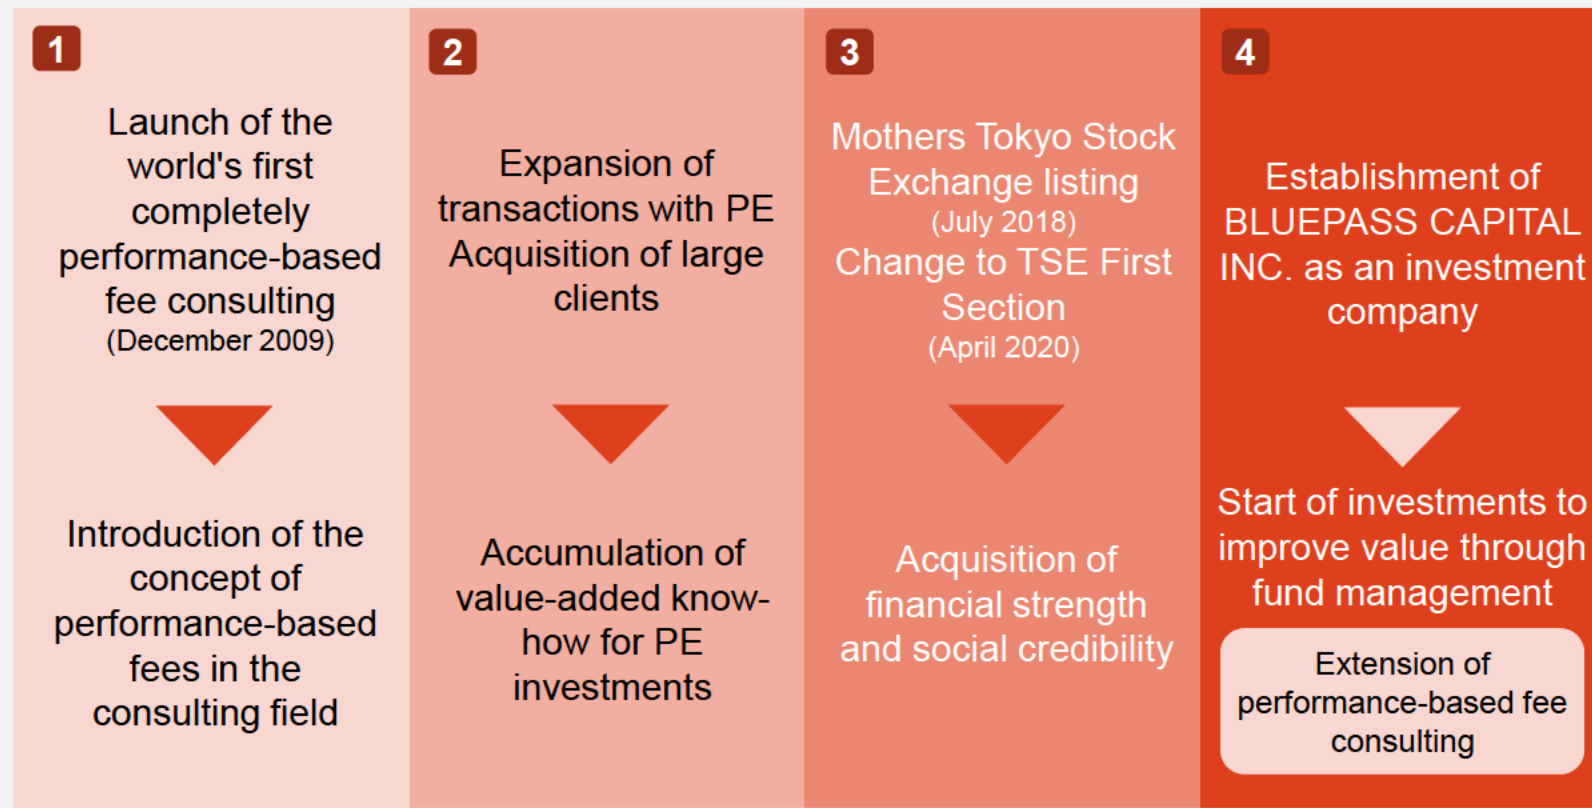 1
Launch of the
world's first
completely
performance-based
fee consulting
(December 2009)
Introduction of the
concept of
performance-based
fees in the
consulting field
2
Expansion of
transactions with PE
Acquisition of large
clients
Accumulation of
value-added know-
how for PE
investments
3
Mothers Tokyo Stock
Exchange listing
(July 2018)
Change to TSE First
Section
(April 2020)
Acquisition of
financial strength
and social credibility
4
Establishment of
BLUEPASS CAPITAL
INC. as an investment
company
Start of investments to
improve value through
fund management
Extension of
performance-based fee
consulting